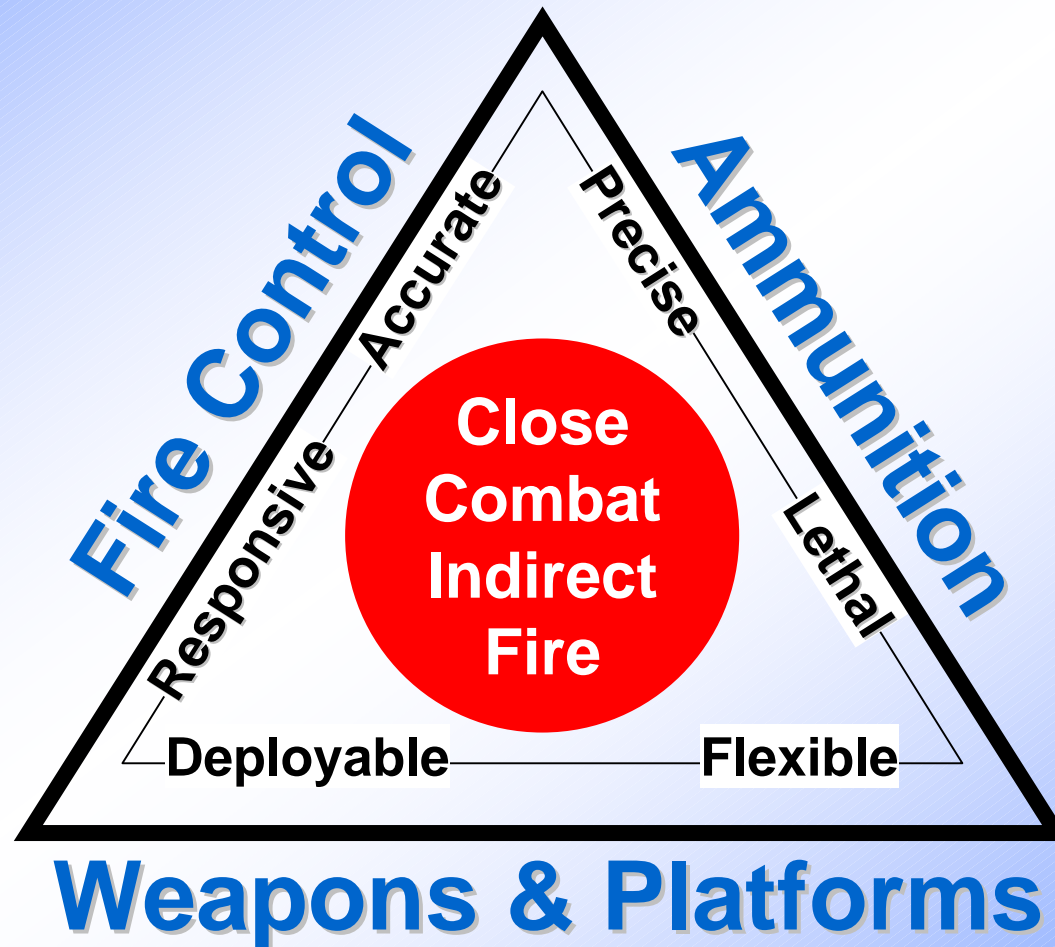 Fire Control
Ammunition
Accurate
Precise
Responsive
Lethal
Close
Combat
Indirect
Fire
Deployable
Flexible
Weapons & Platforms